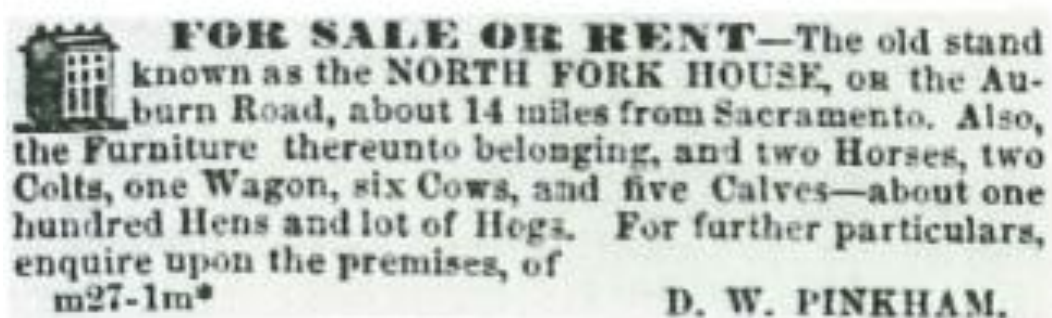 FOR SALE OR RENT—The old stand
known as the NORTH FORK HOUSE, on the Au-
burn Road, about 14 miles from Sacramento. Also,
the Furniture thereunto belonging, and two Horses, two
Colts, one Wagon, six Cows, and five Calves—about one
hundred Hens and lot of Hogs. For further particulars,
enquire upon the premises, of
m27-1m* D. W. PINKHAM.